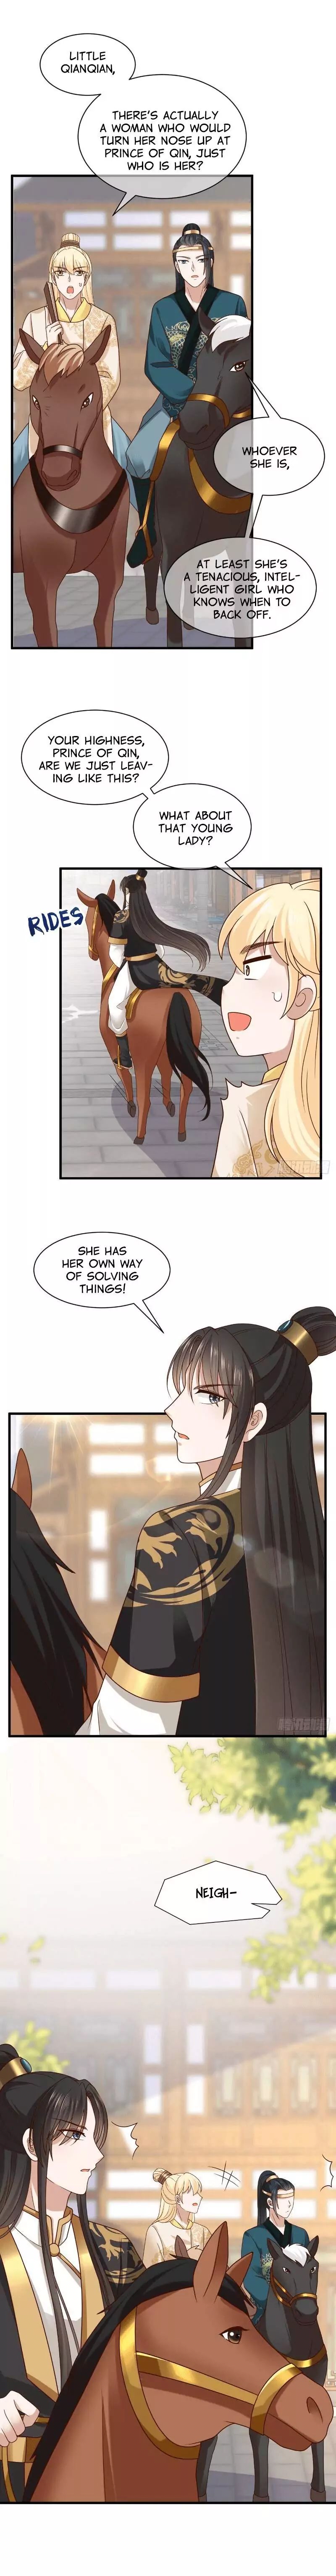 LITTLE
QIANQIAN,
THERE'S ACTUALLY
A WOMAN WHO WOULD
TURN HER NOSE UP AT
PRINCE OF QIN, JUST
WHO IS HER?
WHOEVER
SHE IS,
AT LEAST SHE'S
A TENACIOUS, INTEL-
LIGENT GIRL WHO
KNOWS WHEN TO
BACK OFF.
YOUR HIGHNESS,
PRINCE OF QIN,
ARE WE JUST LEAV-
ING LIKE THIS?
WHAT ABOUT
THAT YOUNG
LADY?
RIDES
SHE HAS
HER OWN WAY
OF SOLVING
THINGS!
NEIGH-